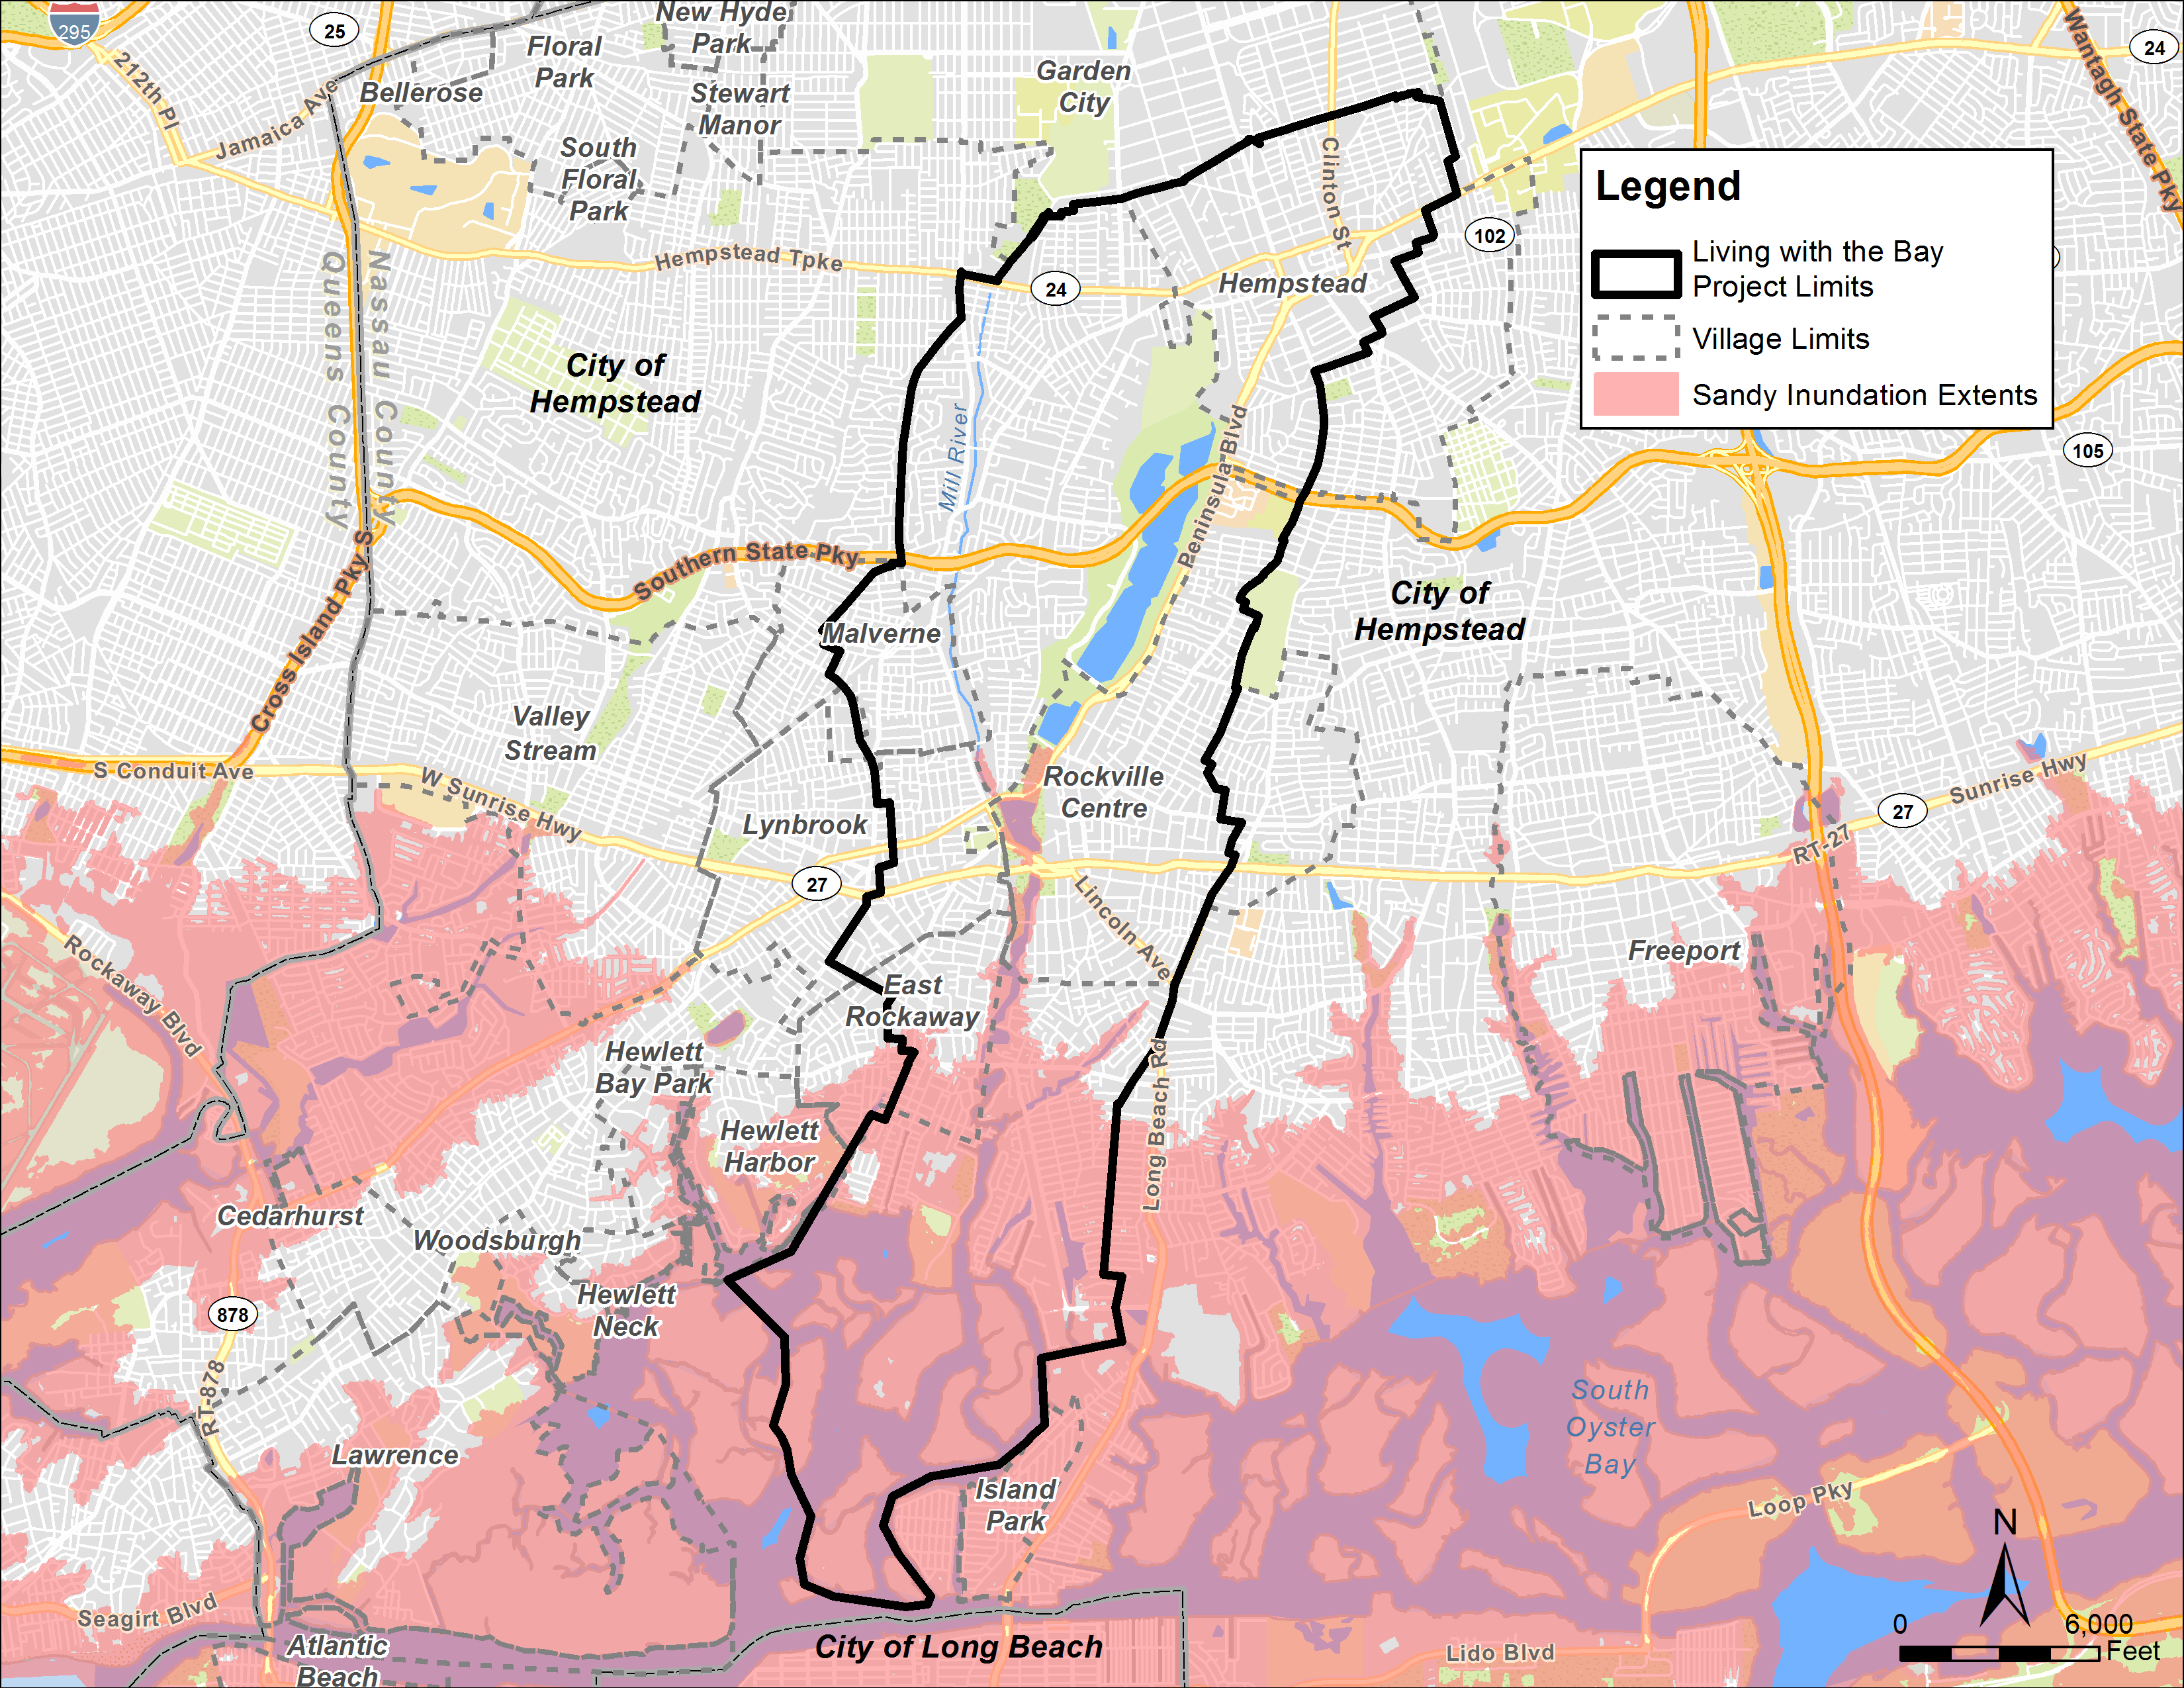 295
25
212th Pl
Jamaica Ave
Bellerose
Floral
Park
New Hyde
Park
Stewart
Manor
South
Floral
Park
Garden
City
Clinton St
24
Wantagh State Pky
Legend
Living with the Bay
Project Limits
Village Limits
Sandy Inundation Extents
102
Hempstead Tpke
24
Hempstead
Nassau County
Queens County
City of
Hempstead
Mill River
Peninsula Blvd
105
Southern State Pky
Cross Island Pky S
City of
Hempstead
Malverne
Valley
Stream
S Conduit Ave
W Sunrise Hwy
Lynbrook
Rockville
Centre
Sunrise Hwy
27
RT-27
27
Lincoln Ave
Rockaway Blvd
Freeport
East
Rockaway
Hewlett
Bay Park
Long Beach Rd
Hewlett
Harbor
Cedarhurst
Woodsburgh
Hewlett
Neck
878
RT-878
South
Oyster
Bay
Lawrence
Island
Park
Loop Pky
N
Seagirt Blvd
0 6,000
Feet
Atlantic
Beach
City of Long Beach
Lido Blvd